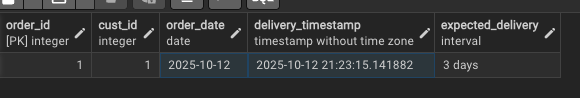 order_id cust_id order_date delivery_timestamp expected_delivery
[PK] integer integer date timestamp without time zone interval
1 1 2025-10-12 2025-10-12 21:23:15.141882 3 days